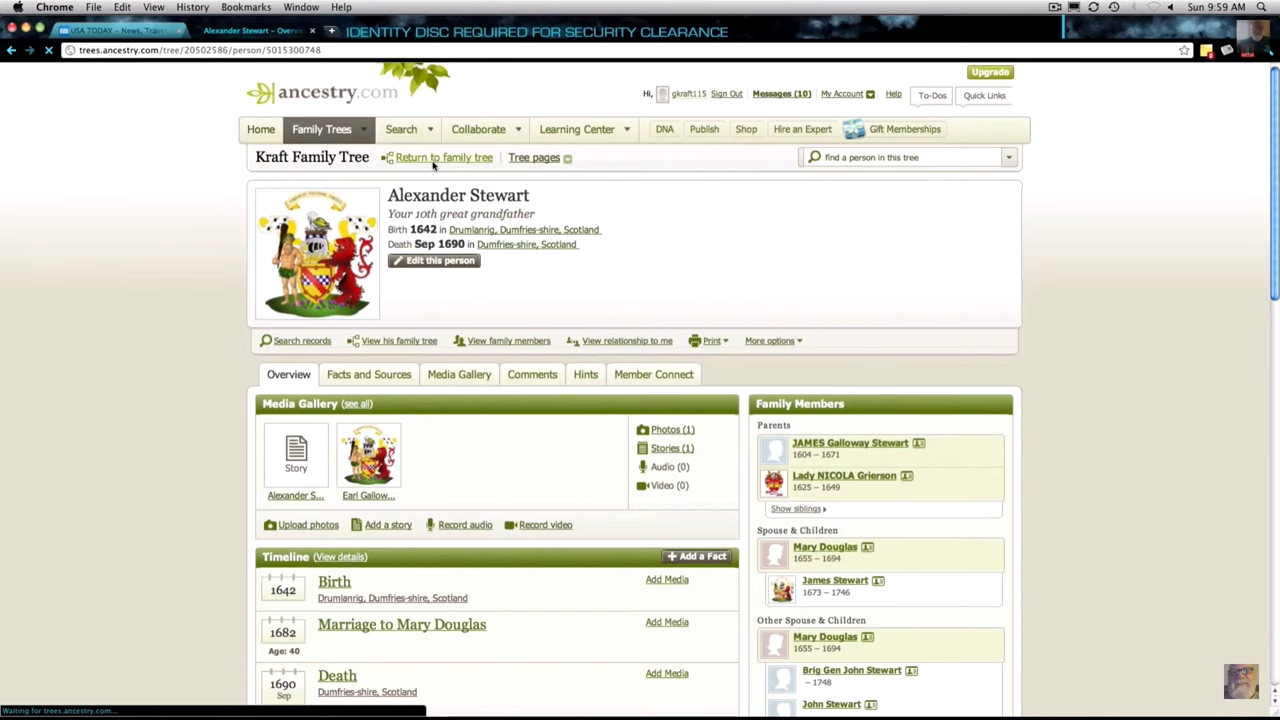 Chrome File Edit View History Bookmarks Window Help Sun 9:59 AM
USA TODAY – News, Travel Alexander Stewart – Overvi
IDENTITY DISC REQUIRED FOR SECURITY CLEARANCE
trees.ancestry.com/tree/20502586/person/5015300748
Upgrade
ancestry.com Hi, gkraft115 Sign Out Messages (10) My Account Help To-Dos Quick Links
Home Family Trees Search Collaborate Learning Center DNA Publish Shop Hire an Expert Gift Memberships
Kraft Family Tree Return to family tree Tree pages find a person in this tree
Alexander Stewart
Your 10th great grandfather
Birth 1642 in Drumlanrig, Dumfries-shire, Scotland
Death Sep 1690 in Dumfries-shire, Scotland
Edit this person
Search records View his family tree View family members View relationship to me Print More options
Overview Facts and Sources Media Gallery Comments Hints Member Connect
Media Gallery (see all)
Story
Alexander S... Earl Gallow...
Photos (1)
Stories (1)
Audio (0)
Video (0)
Upload photos Add a story Record audio Record video
Timeline (View details) + Add a Fact
1642 Birth Add Media
Drumlanrig, Dumfries-shire, Scotland
1682 Marriage to Mary Douglas Add Media
Age: 40
1690 Sep Death Add Media
Dumfries-shire, Scotland
Family Members
Parents
JAMES Galloway Stewart
1604 – 1671
Lady NICOLA Grierson
1625 – 1649
Show siblings
Spouse & Children
Mary Douglas
1655 – 1694
James Stewart
1673 – 1746
Other Spouse & Children
Mary Douglas
1655 – 1694
Brig Gen John Stewart
– 1748
John Stewart
Waiting for trees.ancestry.com...